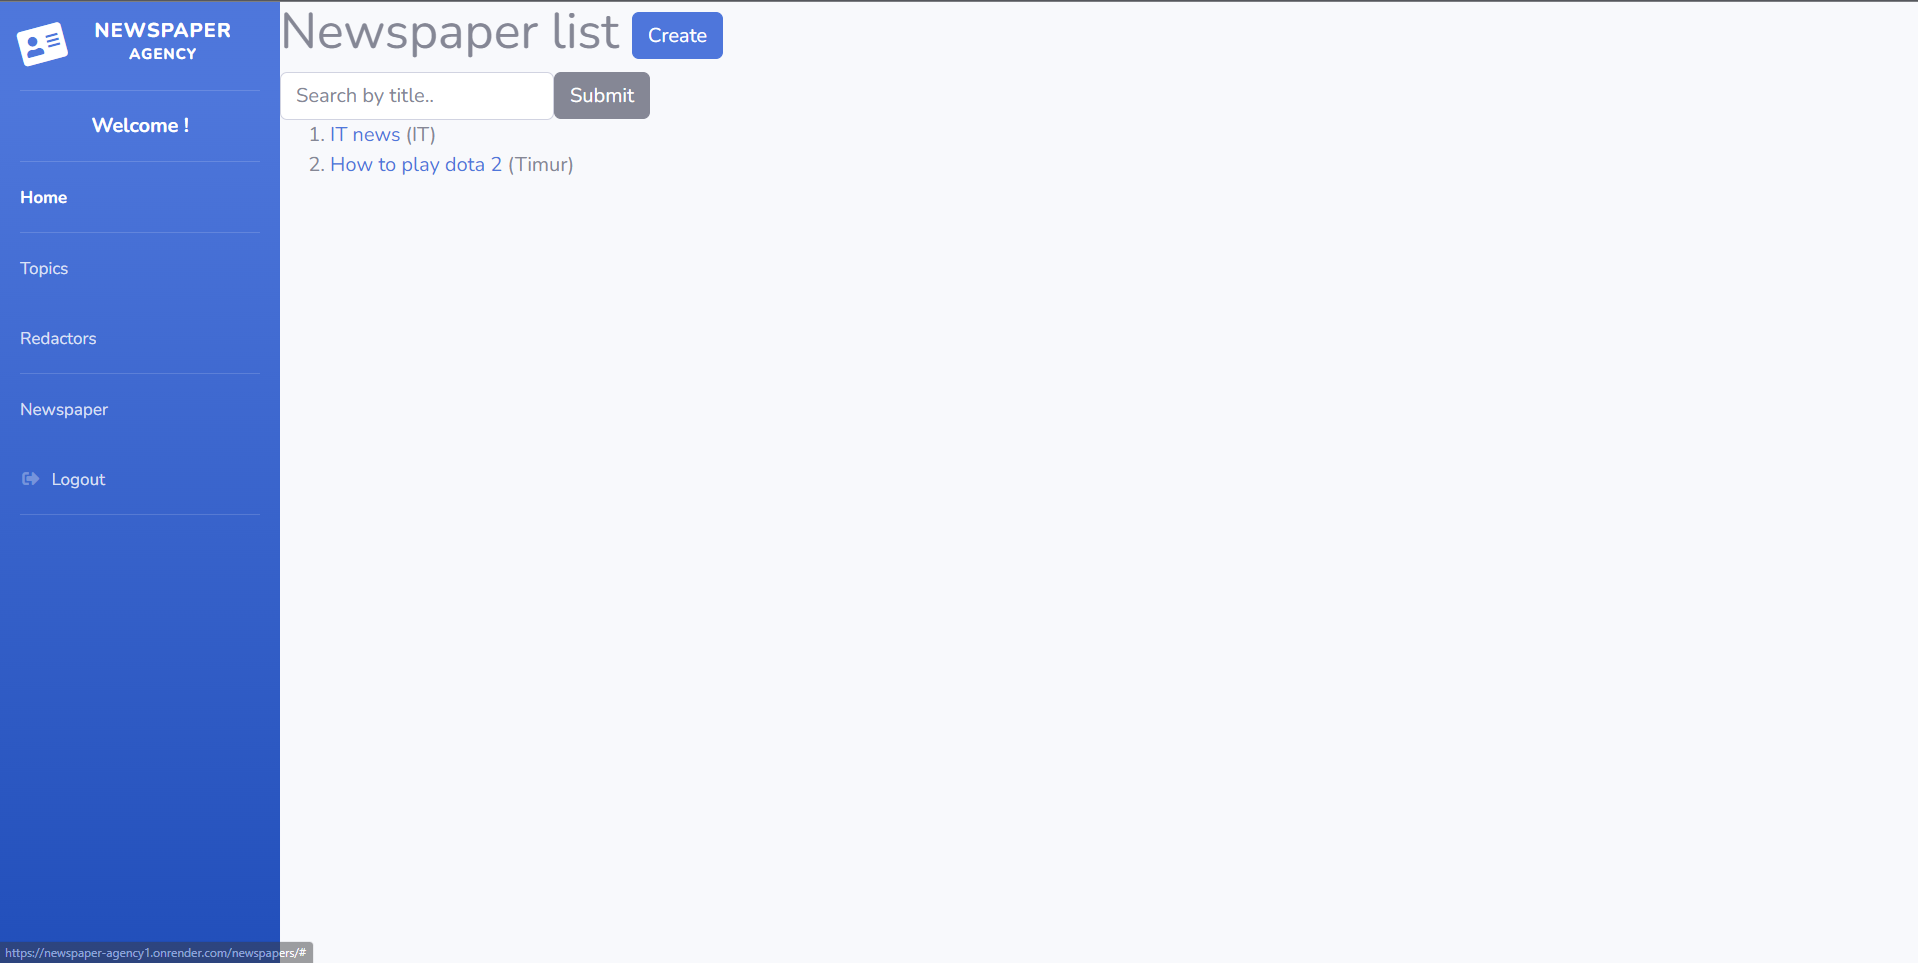 NEWSPAPER
AGENCY
Welcome !
Home
Topics
Redactors
Newspaper
Logout
Newspaper list Create
Search by title.. Submit
1. IT news (IT)
2. How to play dota 2 (Timur)
https://newspaper-agency1.onrender.com/newspapers/#